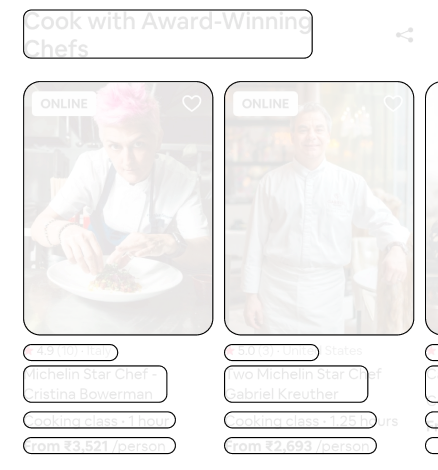 Cook with Award-Winning
Chefs
ONLINE
ONLINE
4.9 (10) · Italy
5.0 (3) · United States
Michelin Star Chef -
Cristina Bowerman
Two Michelin Star Chef
Gabriel Kreuther
Cooking class · 1 hour
Cooking class · 1.25 hours
From ₹3,521 /person
From ₹2,693 /person